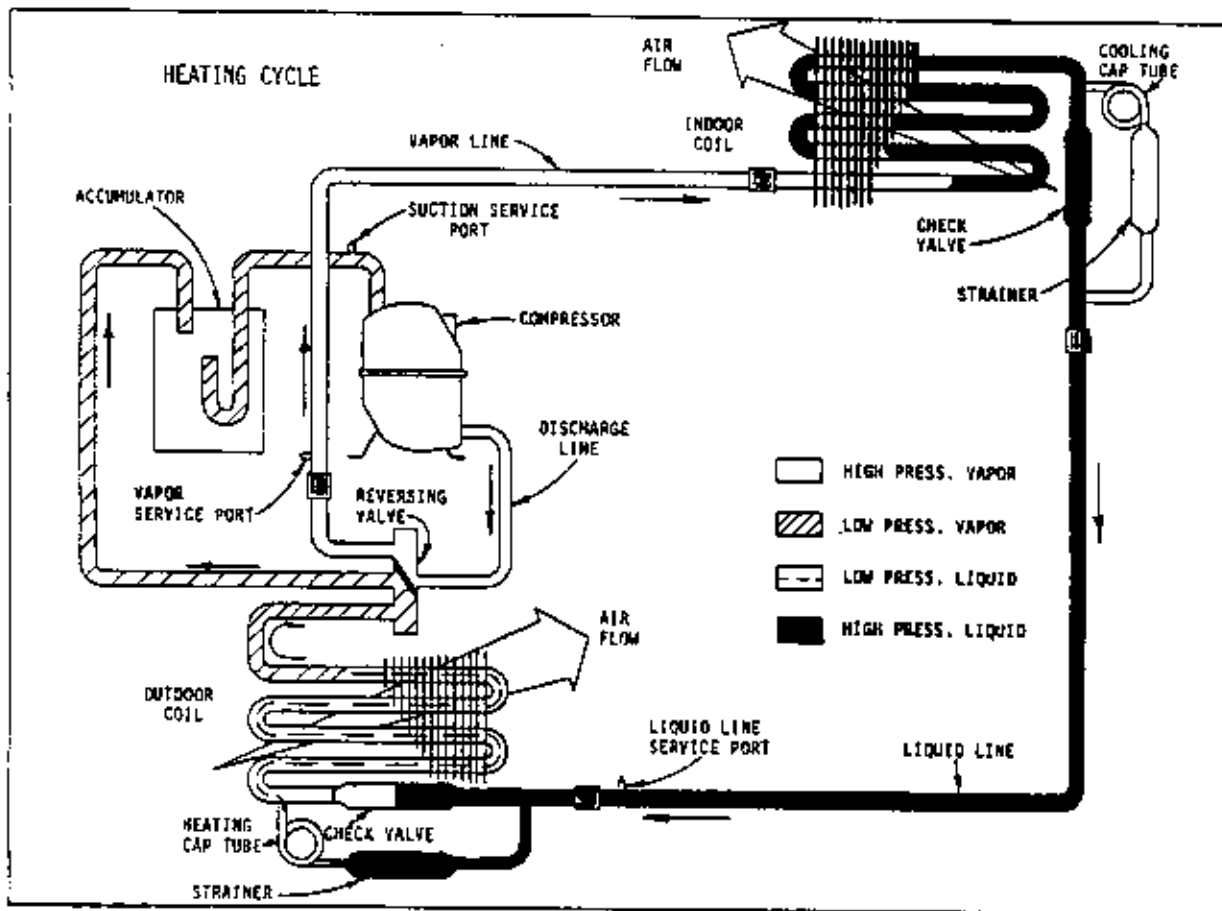 HEATING CYCLE
AIR
FLOW
COOLING
CAP TUBE
INDOOR
COIL
VAPOR LINE
ACCUMULATOR
SUCTION SERVICE
PORT
CHECK
VALVE
STRAINER
COMPRESSOR
DISCHARGE
LINE
VAPOR
SERVICE PORT
REVERSING
VALVE
HIGH PRESS. VAPOR
LOW PRESS. VAPOR
LOW PRESS. LIQUID
HIGH PRESS. LIQUID
AIR
FLOW
OUTDOOR
COIL
LIQUID LINE
SERVICE PORT
LIQUID LINE
HEATING
CAP TUBE
CHECK VALVE
STRAINER